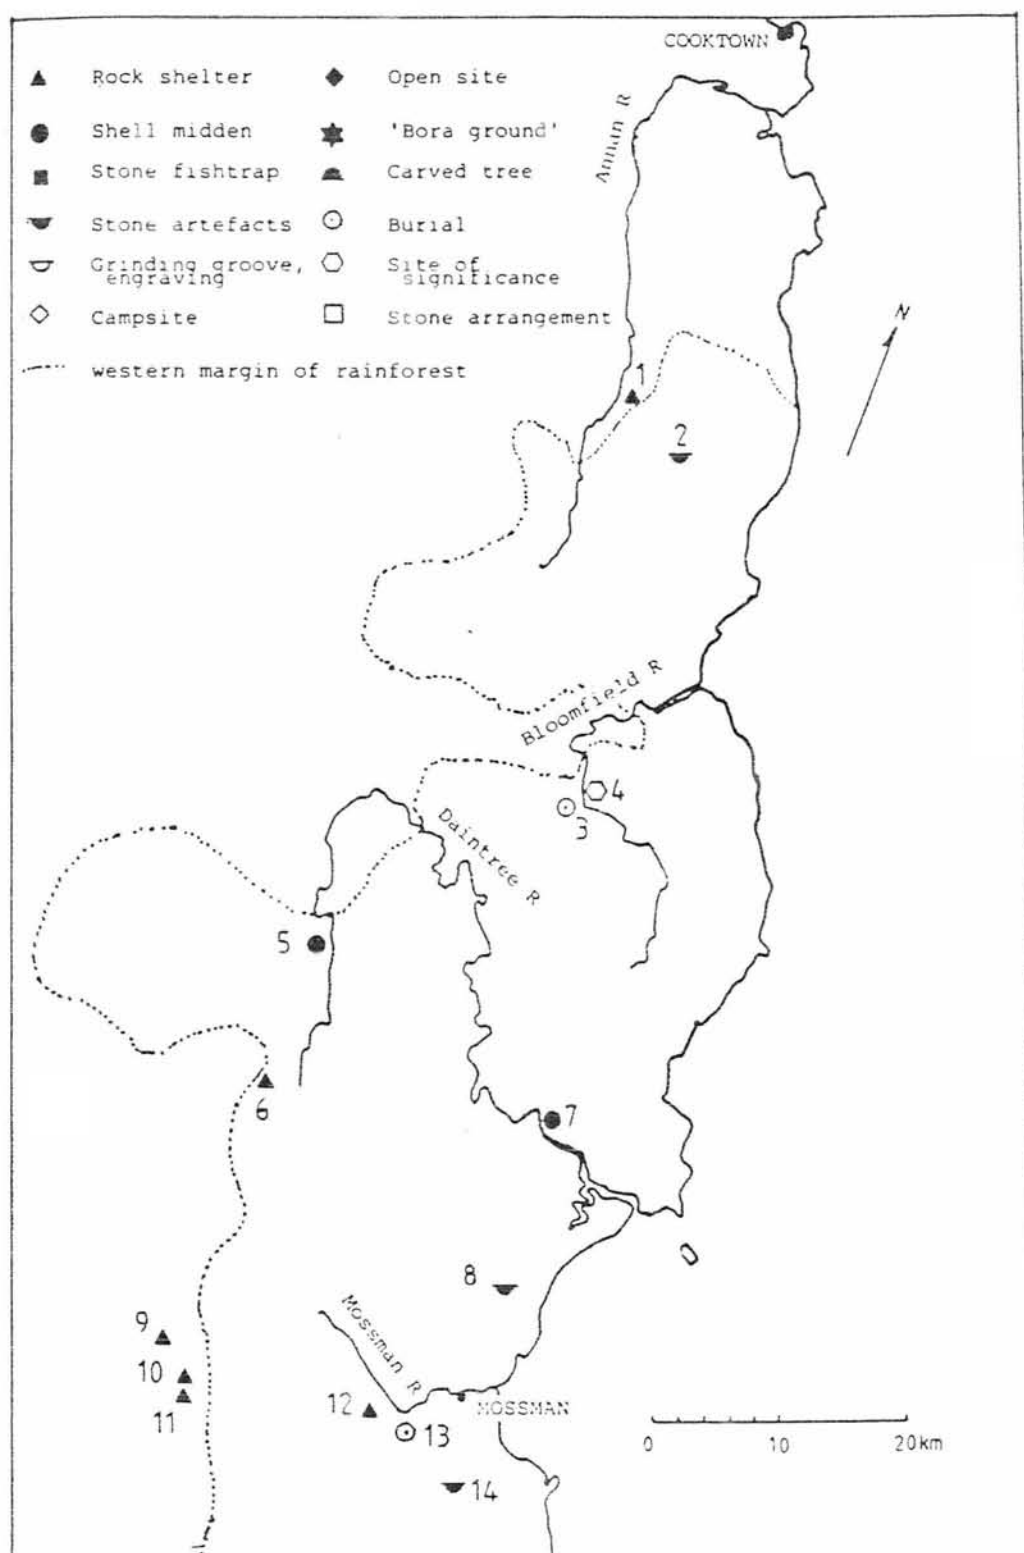 COOKTOWN
Rock shelter
Open site
Shell midden
'Bora ground'
Stone fishtrap
Carved tree
Stone artefacts
Burial
Grinding groove,
engraving
Site of
significance
Campsite
Stone arrangement
western margin of rainforest
Annan R
N
1
2
Bloomfield R
4
3
Daintree R
5
6
7
8
Mossman R
9
10
11
12
MOSSMAN
13
14
0 10 20km